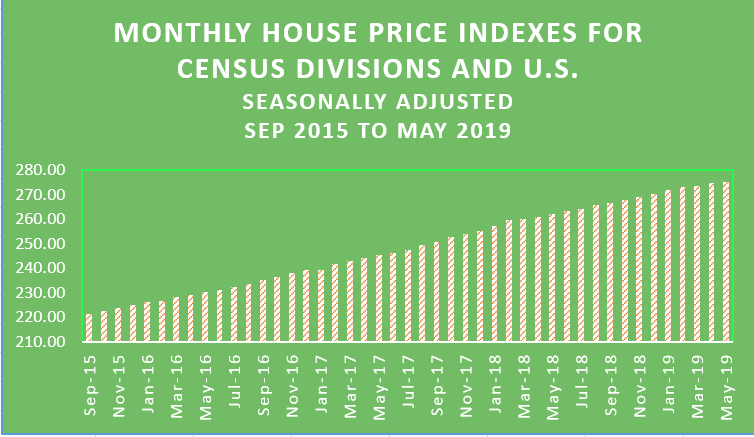 MONTHLY HOUSE PRICE INDEXES FOR
CENSUS DIVISIONS AND U.S.
SEASONALLY ADJUSTED
SEP 2015 TO MAY 2019
280.00
270.00
260.00
250.00
240.00
230.00
220.00
210.00
Sep-15
Nov-15
Jan-16
Mar-16
May-16
Jul-16
Sep-16
Nov-16
Jan-17
Mar-17
May-17
Jul-17
Sep-17
Nov-17
Jan-18
Mar-18
May-18
Jul-18
Sep-18
Nov-18
Jan-19
Mar-19
May-19